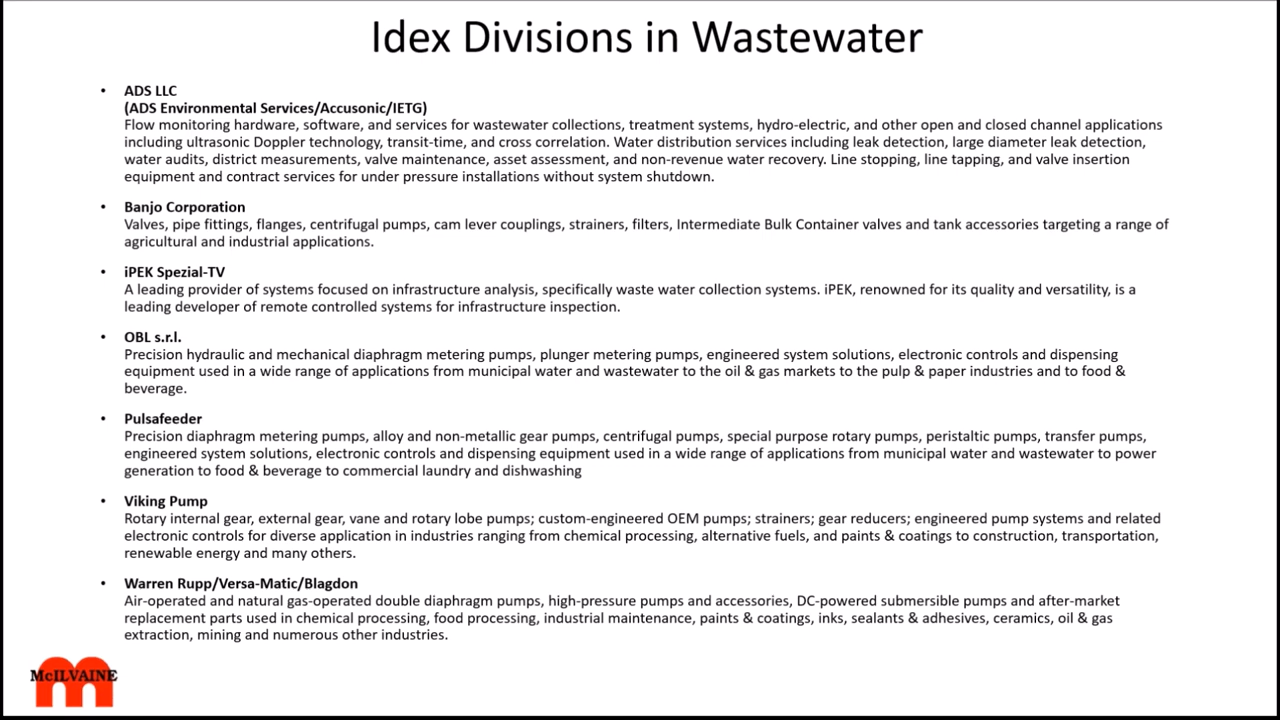 Idex Divisions in Wastewater
• ADS LLC
(ADS Environmental Services/Accusonic/IETG)
Flow monitoring hardware, software, and services for wastewater collections, treatment systems, hydro-electric, and other open and closed channel applications
including ultrasonic Doppler technology, transit-time, and cross correlation. Water distribution services including leak detection, large diameter leak detection,
water audits, district measurements, valve maintenance, asset assessment, and non-revenue water recovery. Line stopping, line tapping, and valve insertion
equipment and contract services for under pressure installations without system shutdown.
• Banjo Corporation
Valves, pipe fittings, flanges, centrifugal pumps, cam lever couplings, strainers, filters, Intermediate Bulk Container valves and tank accessories targeting a range of
agricultural and industrial applications.
• iPEK Spezial-TV
A leading provider of systems focused on infrastructure analysis, specifically waste water collection systems. iPEK, renowned for its quality and versatility, is a
leading developer of remote controlled systems for infrastructure inspection.
• OBL s.r.l.
Precision hydraulic and mechanical diaphragm metering pumps, plunger metering pumps, engineered system solutions, electronic controls and dispensing
equipment used in a wide range of applications from municipal water and wastewater to the oil & gas markets to the pulp & paper industries and to food &
beverage.
• Pulsafeeder
Precision diaphragm metering pumps, alloy and non-metallic gear pumps, centrifugal pumps, special purpose rotary pumps, peristaltic pumps, transfer pumps,
engineered system solutions, electronic controls and dispensing equipment used in a wide range of applications from municipal water and wastewater to power
generation to food & beverage to commercial laundry and dishwashing
• Viking Pump
Rotary internal gear, external gear, vane and rotary lobe pumps; custom-engineered OEM pumps; strainers; gear reducers; engineered pump systems and related
electronic controls for diverse application in industries ranging from chemical processing, alternative fuels, and paints & coatings to construction, transportation,
renewable energy and many others.
• Warren Rupp/Versa-Matic/Blagdon
Air-operated and natural gas-operated double diaphragm pumps, high-pressure pumps and accessories, DC-powered submersible pumps and after-market
replacement parts used in chemical processing, food processing, industrial maintenance, paints & coatings, inks, sealants & adhesives, ceramics, oil & gas
extraction, mining and numerous other industries.
McILVAINE